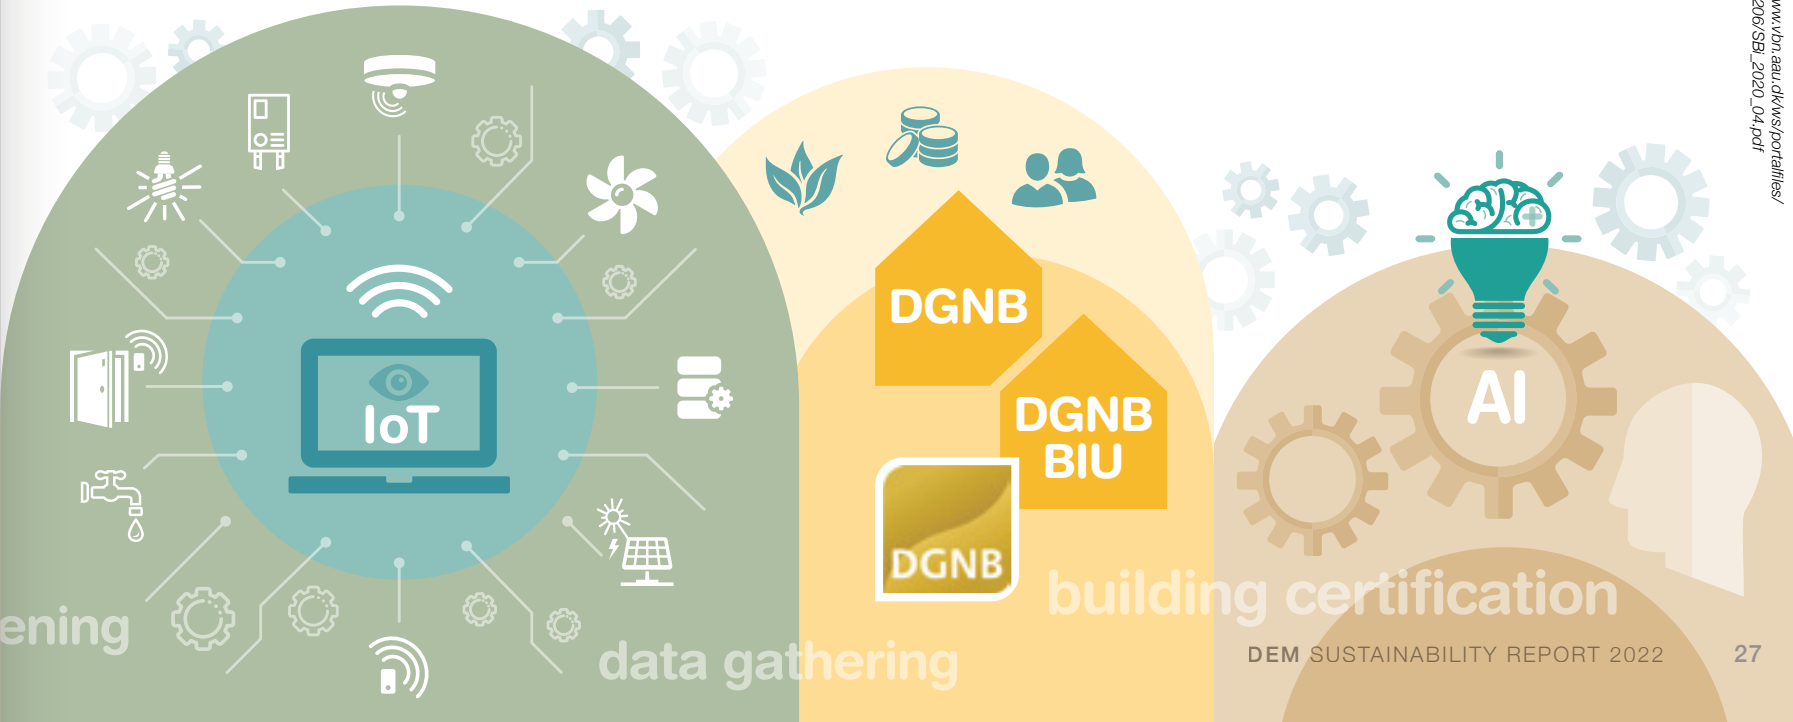 ww.vbn.aau.dk/ws/portalfiles/
206/SBi_2020_04.pdf
DGNB
IoT
AI
DGNB
BIU
DGNB
building certification
ening
data gathering
DEM SUSTAINABILITY REPORT 2022
27